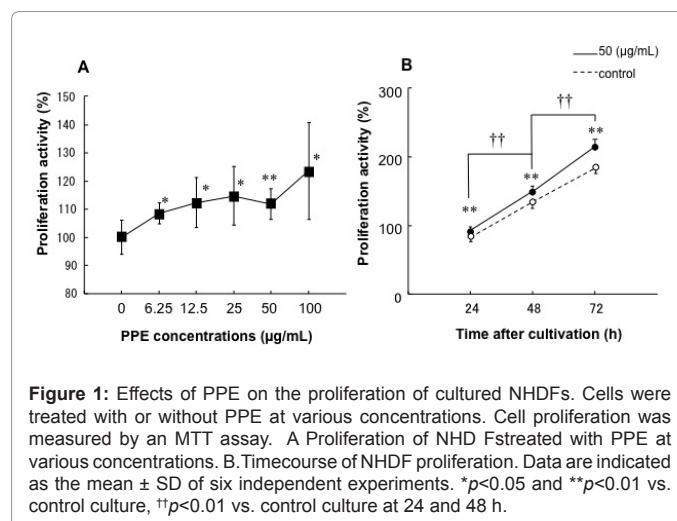 A
Proliferation activity (%)
150
140
130
120
110
100
90
80
*
*
*
**
*
0 6.25 12.5 25 50 100
PPE concentrations (µg/mL)
B
50 (µg/mL)
control
Proliferation activity (%)
300
200
100
0
††
††
**
**
**
24 48 72
Time after cultivation (h)
Figure 1: Effects of PPE on the proliferation of cultured NHDFs. Cells were
treated with or without PPE at various concentrations. Cell proliferation was
measured by an MTT assay. A Proliferation of NHD Fstreated with PPE at
various concentrations. B.Timecourse of NHDF proliferation. Data are indicated
as the mean ± SD of six independent experiments. *p<0.05 and **p<0.01 vs.
control culture, ††p<0.01 vs. control culture at 24 and 48 h.